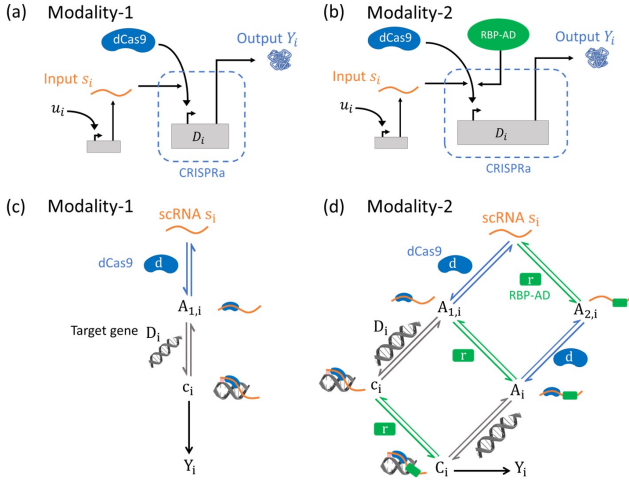 (a) Modality-1
dCas9
Output Yᵢ
Input sᵢ
uᵢ
Dᵢ
CRISPRa
(b) Modality-2
dCas9
RBP-AD
Output Yᵢ
Input sᵢ
uᵢ
Dᵢ
CRISPRa
(c) Modality-1
scRNA sᵢ
dCas9
d
A₁,ᵢ
Target gene
Dᵢ
cᵢ
Yᵢ
(d) Modality-2
scRNA sᵢ
dCas9
d
r
RBP-AD
A₁,ᵢ
A₂,ᵢ
Dᵢ
r
d
cᵢ
Aᵢ
r
Cᵢ
Yᵢ